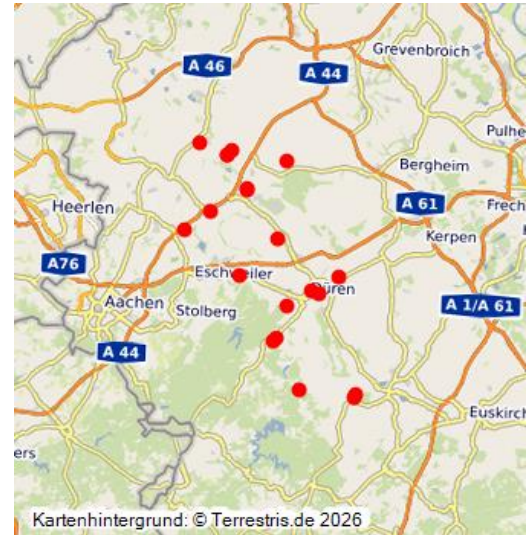 A 46
A 44
Grevenbroich
Pulhe
Bergheim
Heerlen
A 61
Frech
Kerpen
A76
Eschweiler
Düren
Aachen
Stolberg
A 1/A 61
A 44
Euskirch
ers
Kartenhintergrund: © Terrestris.de 2026